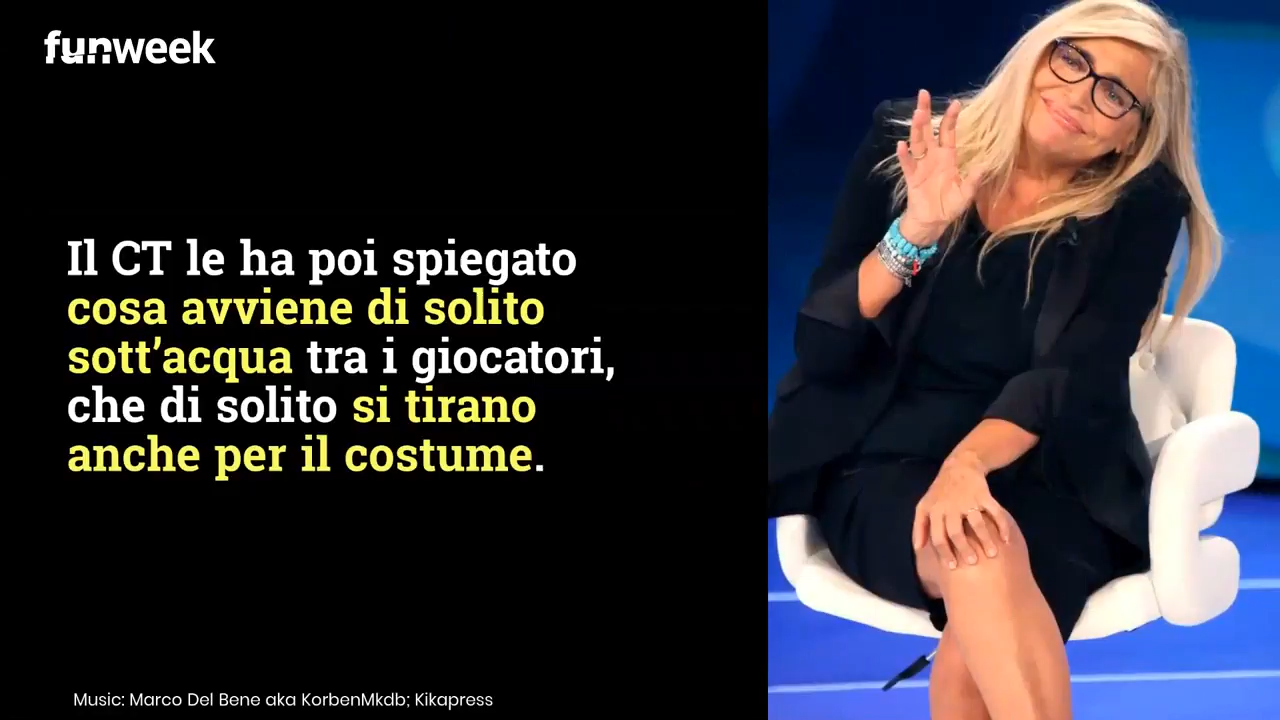 funweek
Il CT le ha poi spiegato
cosa avviene di solito
sott’acqua tra i giocatori,
che di solito si tirano
anche per il costume.
Music: Marco Del Bene aka KorbenMkdb; Kikapress